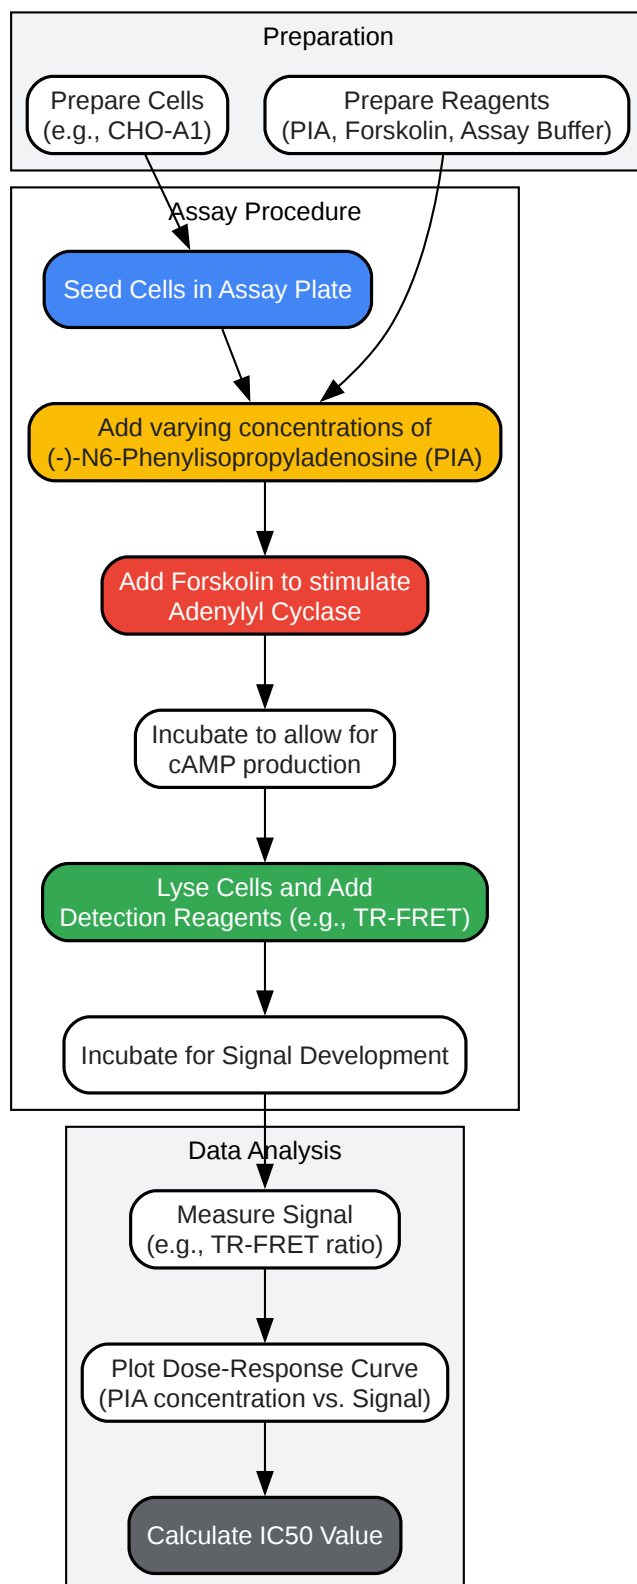 Preparation
Prepare Cells
(e.g., CHO-A1)
Prepare Reagents
(PIA, Forskolin, Assay Buffer)
Assay Procedure
Seed Cells in Assay Plate
Add varying concentrations of
(-)-N6-Phenylisopropyladenosine (PIA)
Add Forskolin to stimulate
Adenylyl Cyclase
Incubate to allow for
cAMP production
Lyse Cells and Add
Detection Reagents (e.g., TR-FRET)
Incubate for Signal Development
Data Analysis
Measure Signal
(e.g., TR-FRET ratio)
Plot Dose-Response Curve
(PIA concentration vs. Signal)
Calculate IC50 Value